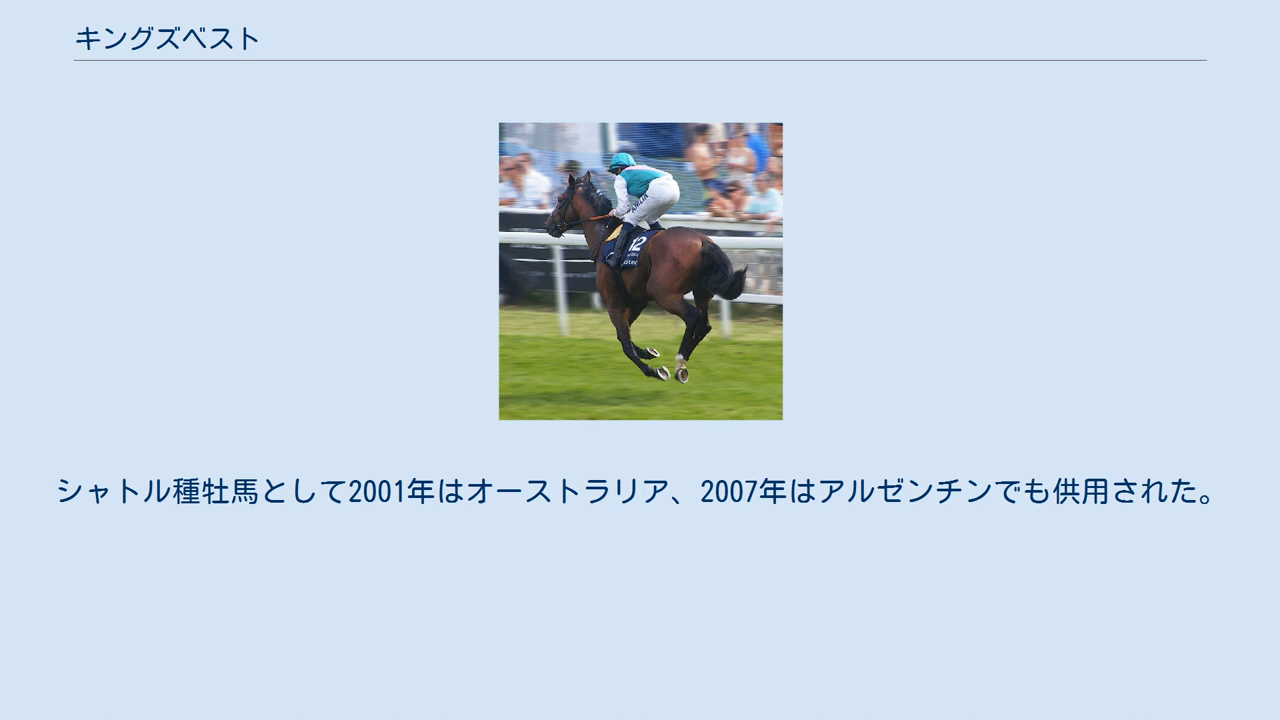 キングズベスト
12
シャトル種牡馬として2001年はオーストラリア、2007年はアルゼンチンでも供用された。